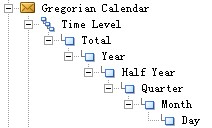 Gregorian Calendar
Time Level
Total
Year
Half Year
Quarter
Month
Day